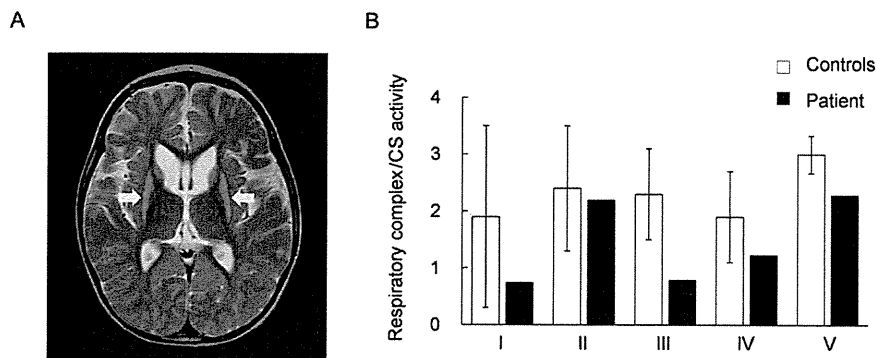 A
B
Controls
Patient
Respiratory complex/CS activity
4
3
2
1
0
I
II
III
IV
V